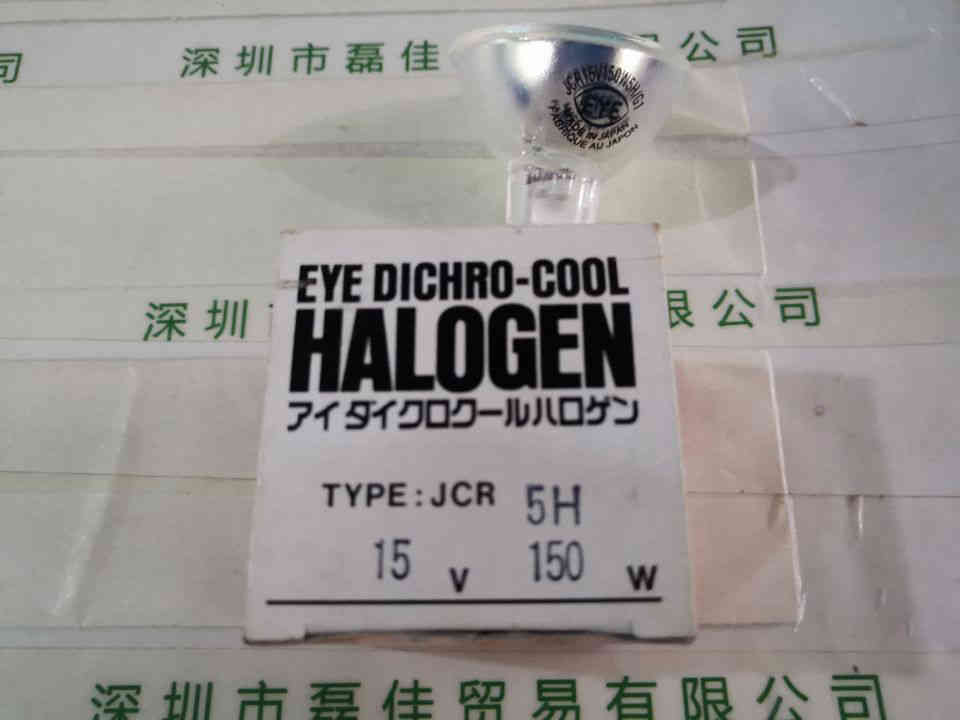 司
深圳市磊佳
公司
JCR15V150W5H/G1
EYE
MADE IN JAPAN
FABRIQUE AU JAPON
深圳
限公司
EYE DICHRO-COOL
HALOGEN
アイ ダイクロクールハロゲン
TYPE:JCR 5H
15 V 150 W
深圳市磊佳贸易有限公司